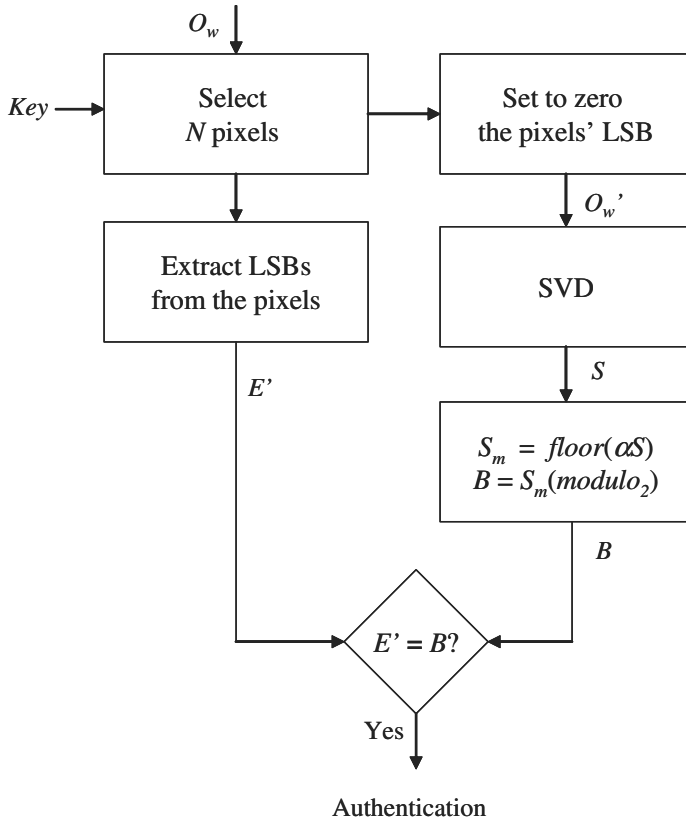 O_w
Key
Select
N pixels
Set to zero
the pixels’ LSB
O_w’
Extract LSBs
from the pixels
SVD
E’
S
S_m = floor(αS)
B = S_m(modulo_2)
B
E’ = B?
Yes
Authentication